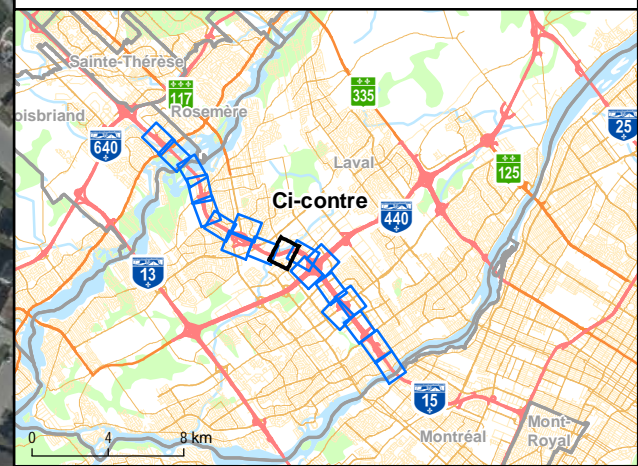 Sainte-Thérèse
117
335
oisbriand
Rosemère
25
640
Laval
125
Ci-contre
440
13
15
Mont-
Royal
Montréal
0 4 8 km